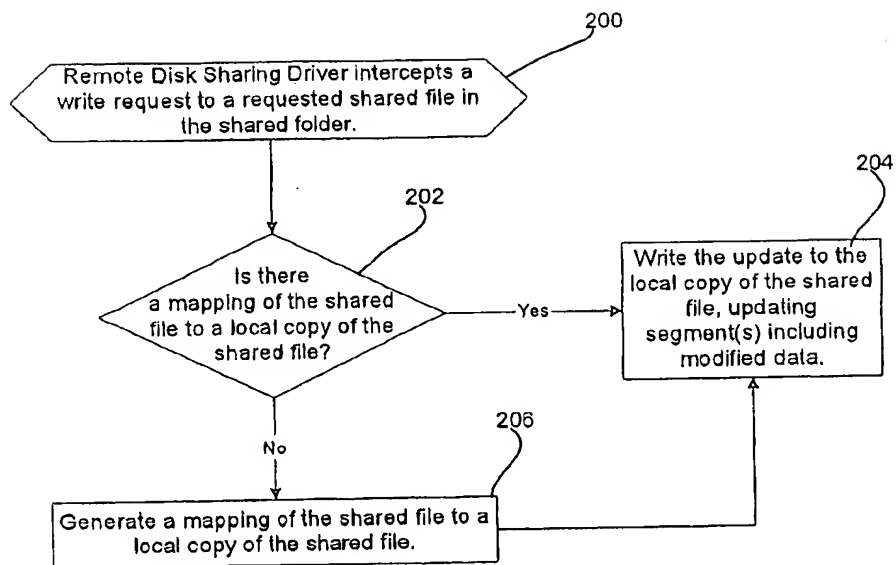 200
Remote Disk Sharing Driver intercepts a
write request to a requested shared file in
the shared folder.
202
Is there
a mapping of the shared
file to a local copy of the
shared file?
Yes
204
Write the update to the
local copy of the shared
file, updating
segment(s) including
modified data.
No
206
Generate a mapping of the shared file to a
local copy of the shared file.